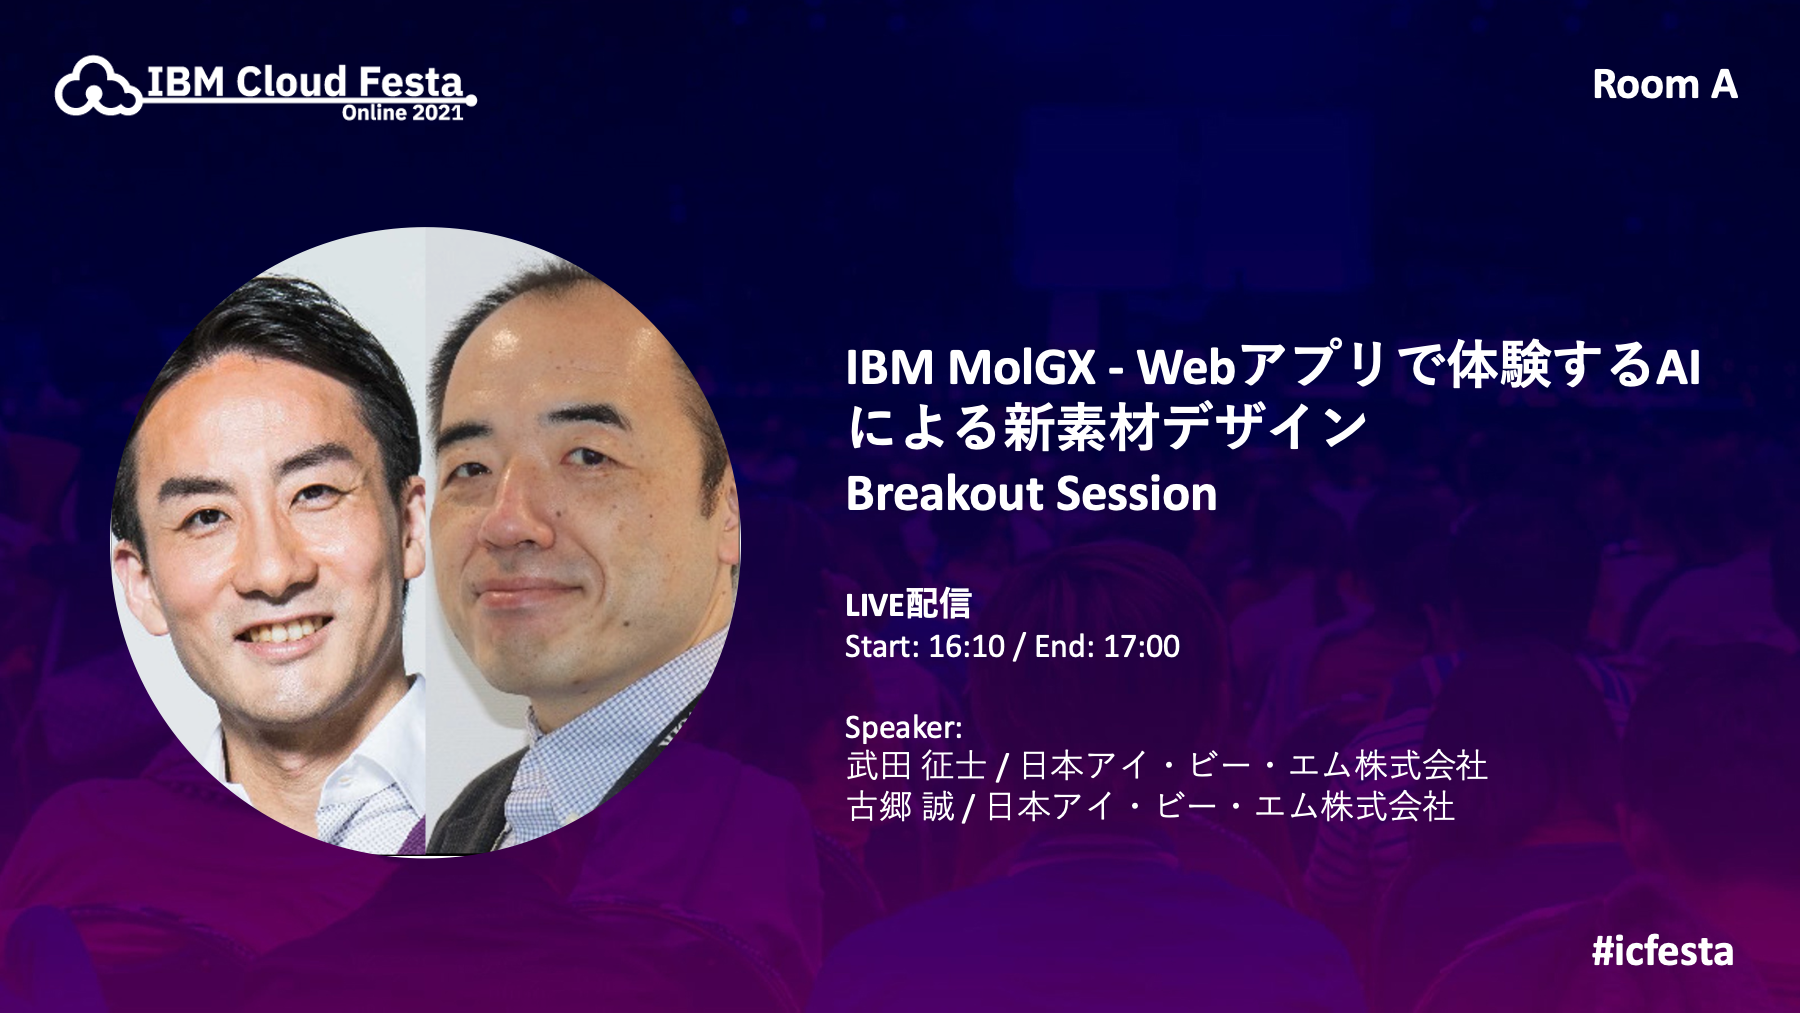 IBM Cloud Festa
Online 2021
Room A
IBM MolGX - Webアプリで体験するAI
による新素材デザイン
Breakout Session
LIVE配信
Start: 16:10 / End: 17:00
Speaker:
武田 征士 / 日本アイ・ビー・エム株式会社
古郷 誠 / 日本アイ・ビー・エム株式会社
#icfesta